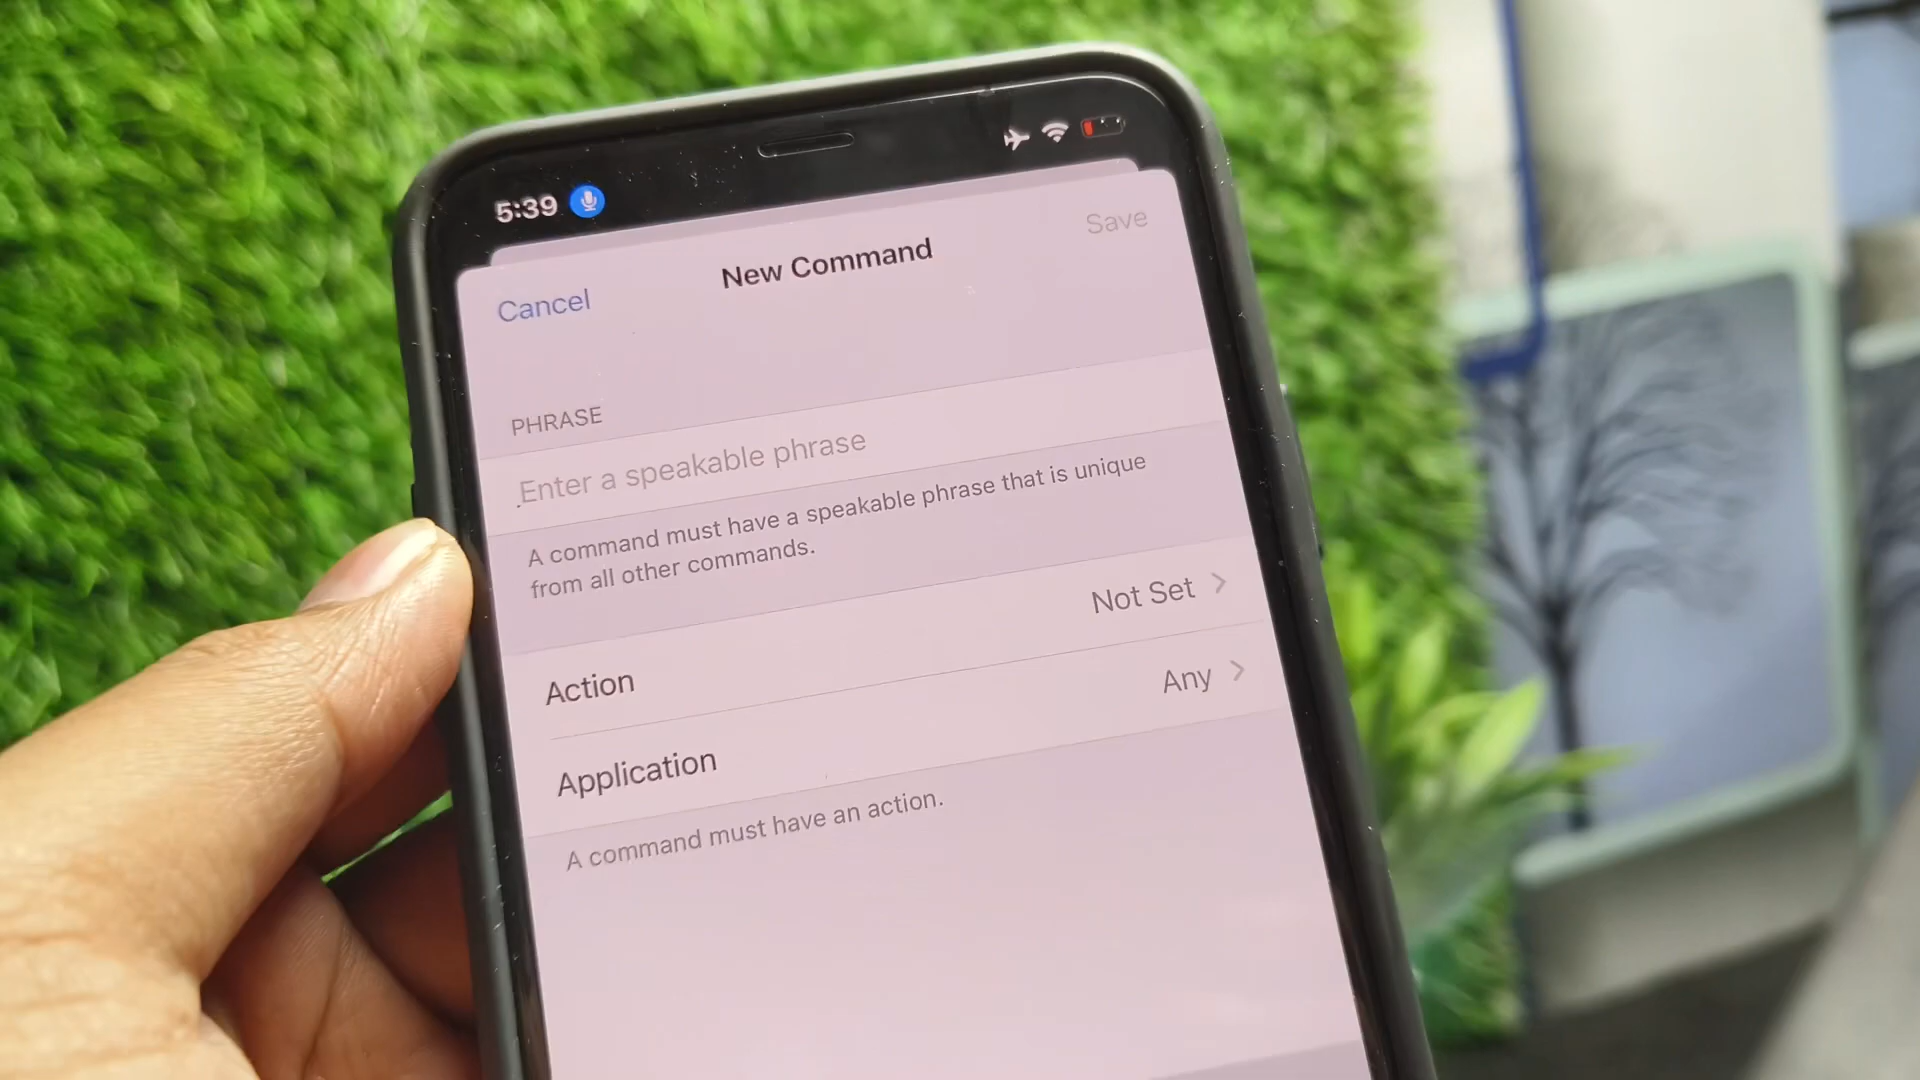 5:39
Cancel
New Command
Save
PHRASE
Enter a speakable phrase
A command must have a speakable phrase that is unique
from all other commands.
Action
Not Set
Application
Any
A command must have an action.